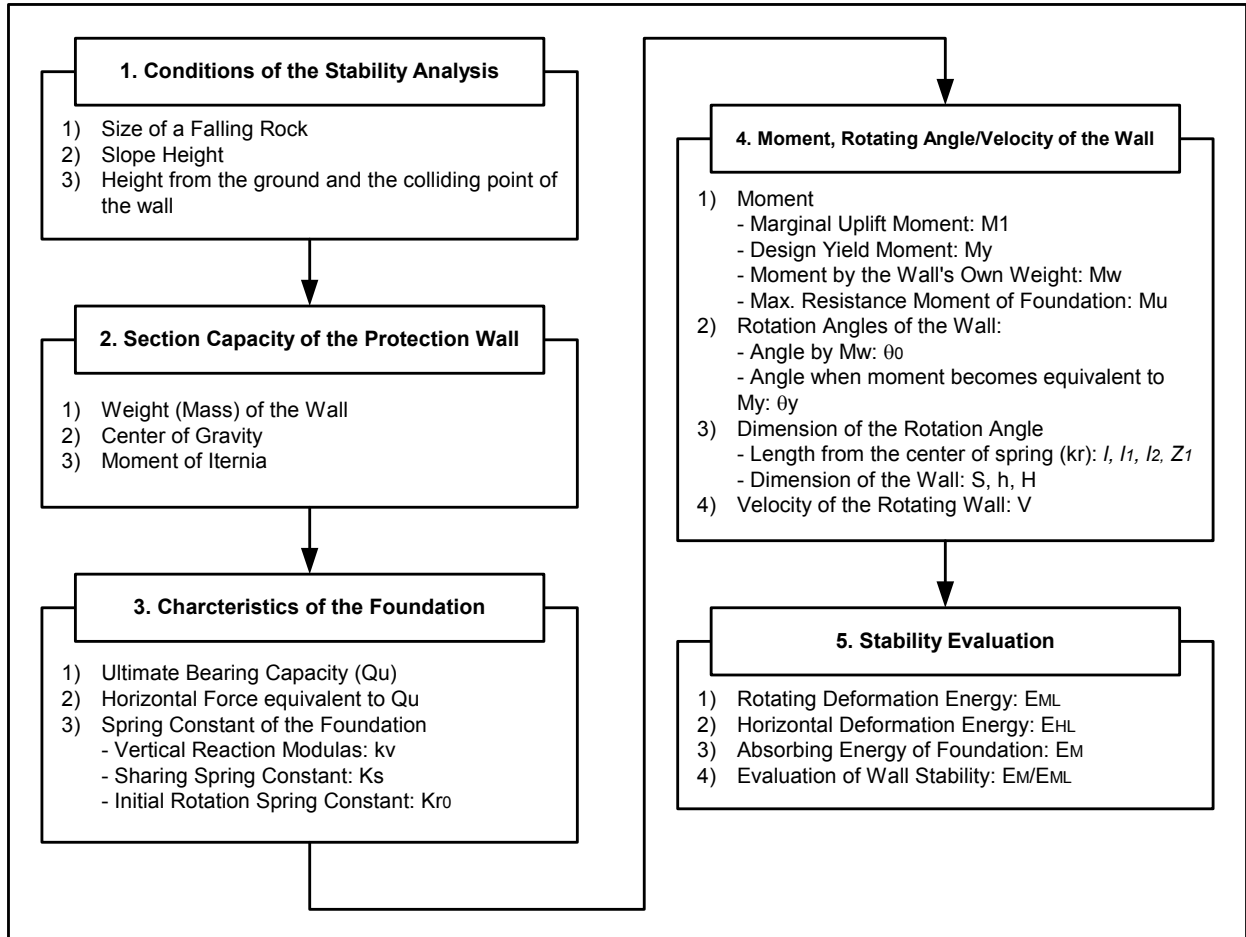 1. Conditions of the Stability Analysis
1) Size of a Falling Rock
2) Slope Height
3) Height from the ground and the colliding point of
the wall
2. Section Capacity of the Protection Wall
1) Weight (Mass) of the Wall
2) Center of Gravity
3) Moment of Iternia
3. Charcteristics of the Foundation
1) Ultimate Bearing Capacity (Qu)
2) Horizontal Force equivalent to Qu
3) Spring Constant of the Foundation
- Vertical Reaction Modulas: kv
- Sharing Spring Constant: Ks
- Initial Rotation Spring Constant: Kr0
4. Moment, Rotating Angle/Velocity of the Wall
1) Moment
- Marginal Uplift Moment: M1
- Design Yield Moment: My
- Moment by the Wall's Own Weight: Mw
- Max. Resistance Moment of Foundation: Mu
2) Rotation Angles of the Wall:
- Angle by Mw: θ0
- Angle when moment becomes equivalent to
My: θy
3) Dimension of the Rotation Angle
- Length from the center of spring (kr): l, l1, l2, Z1
- Dimension of the Wall: S, h, H
4) Velocity of the Rotating Wall: V
5. Stability Evaluation
1) Rotating Deformation Energy: EML
2) Horizontal Deformation Energy: EHL
3) Absorbing Energy of Foundation: EM
4) Evaluation of Wall Stability: EM/EML